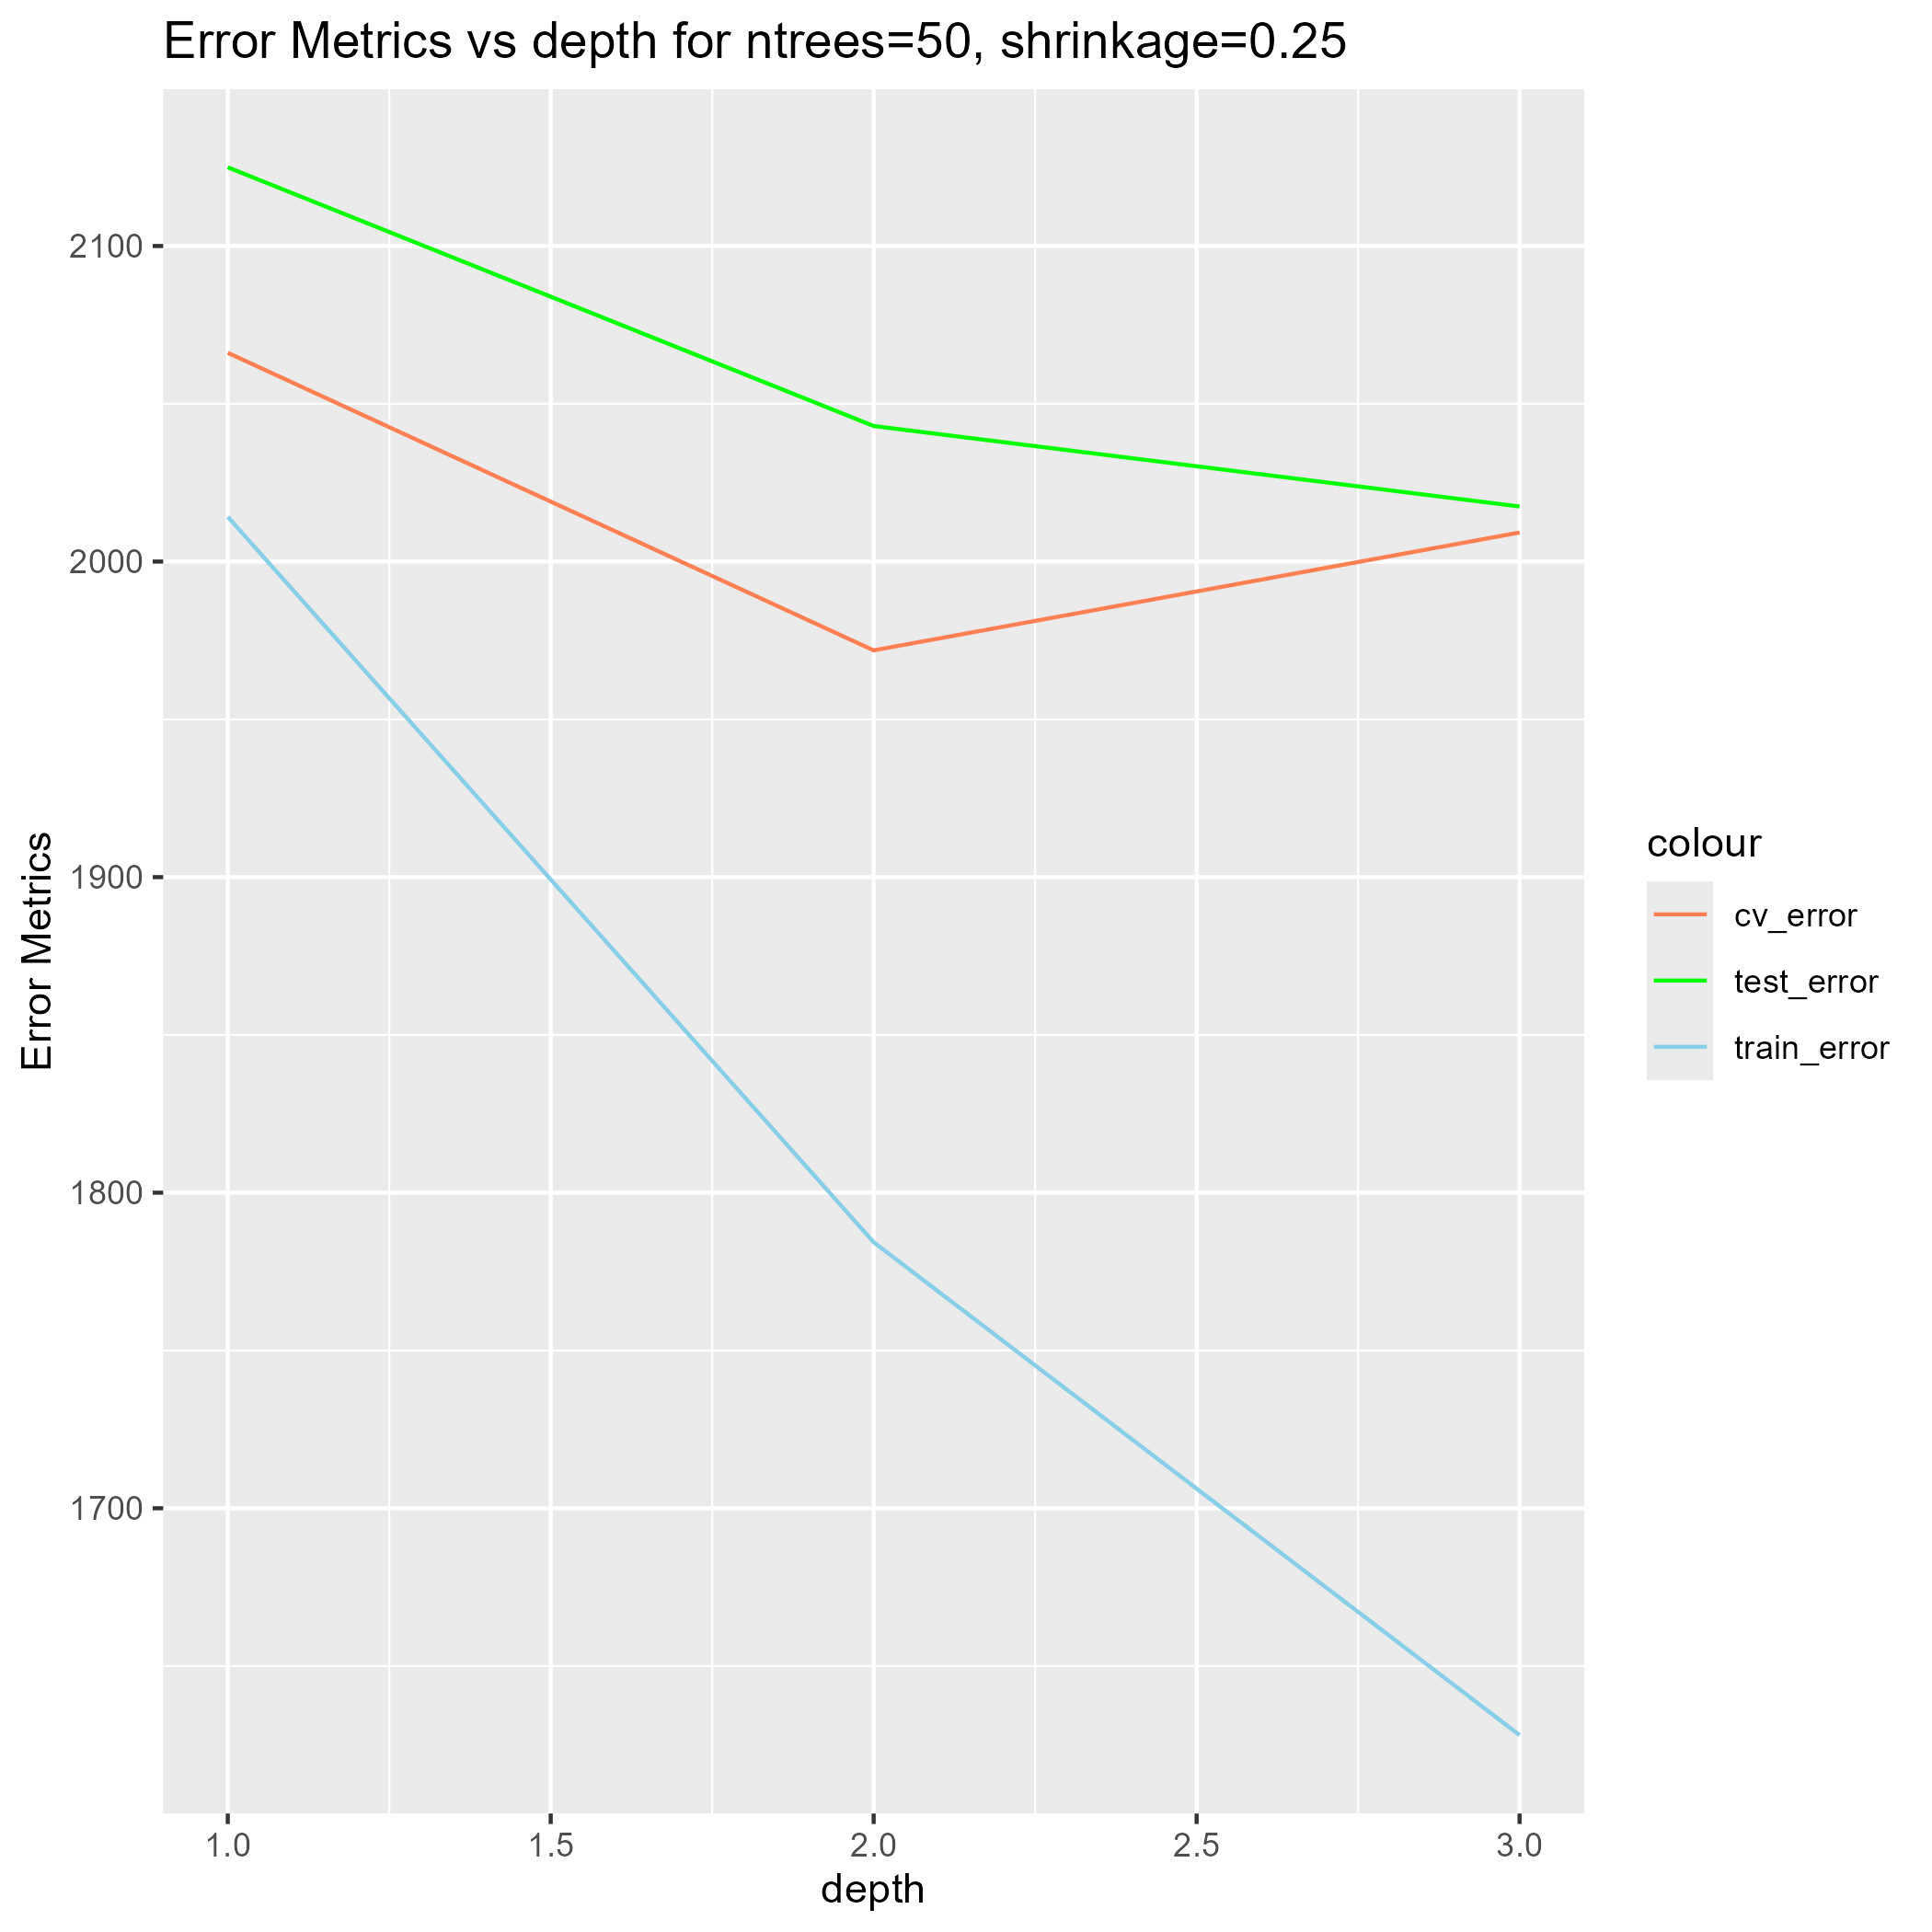 Error Metrics vs depth for ntrees=50, shrinkage=0.25
Error Metrics
2100
2000
1900
1800
1700
1.0 1.5 2.0 2.5 3.0
depth
colour
cv_error
test_error
train_error